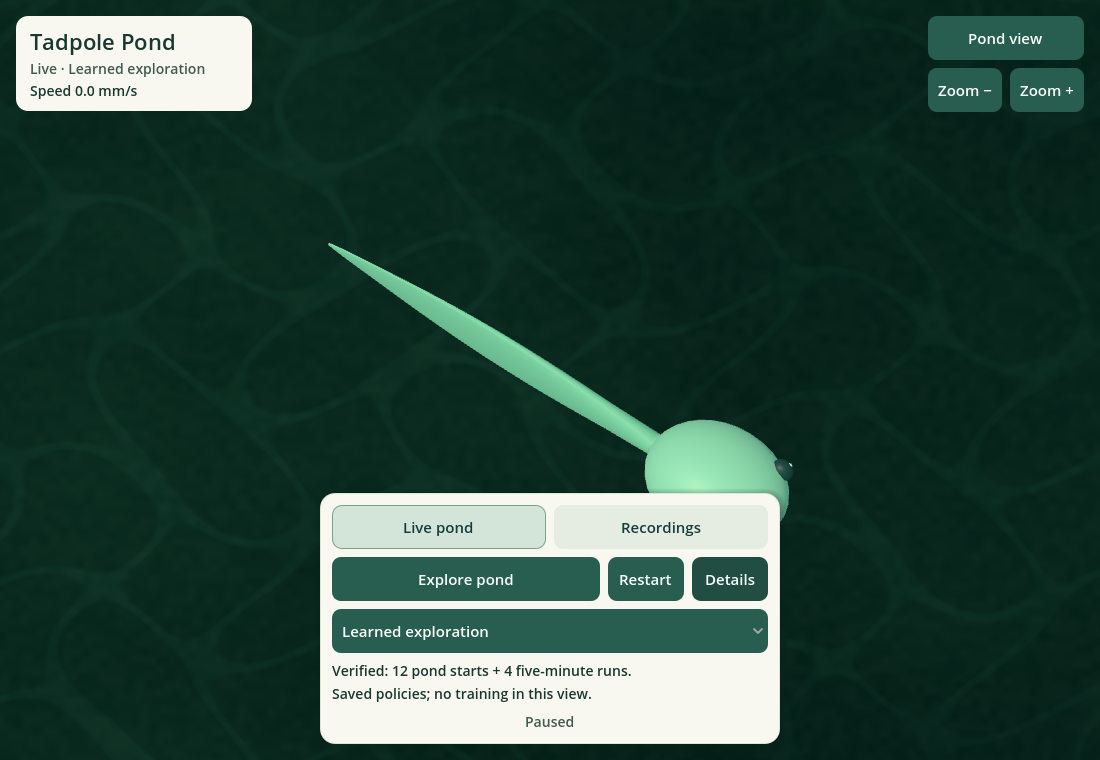 Tadpole Pond
Live · Learned exploration
Speed 0.0 mm/s
Pond view
Zoom −
Zoom +
Live pond
Recordings
Explore pond
Restart
Details
Learned exploration
Verified: 12 pond starts + 4 five-minute runs.
Saved policies; no training in this view.
Paused